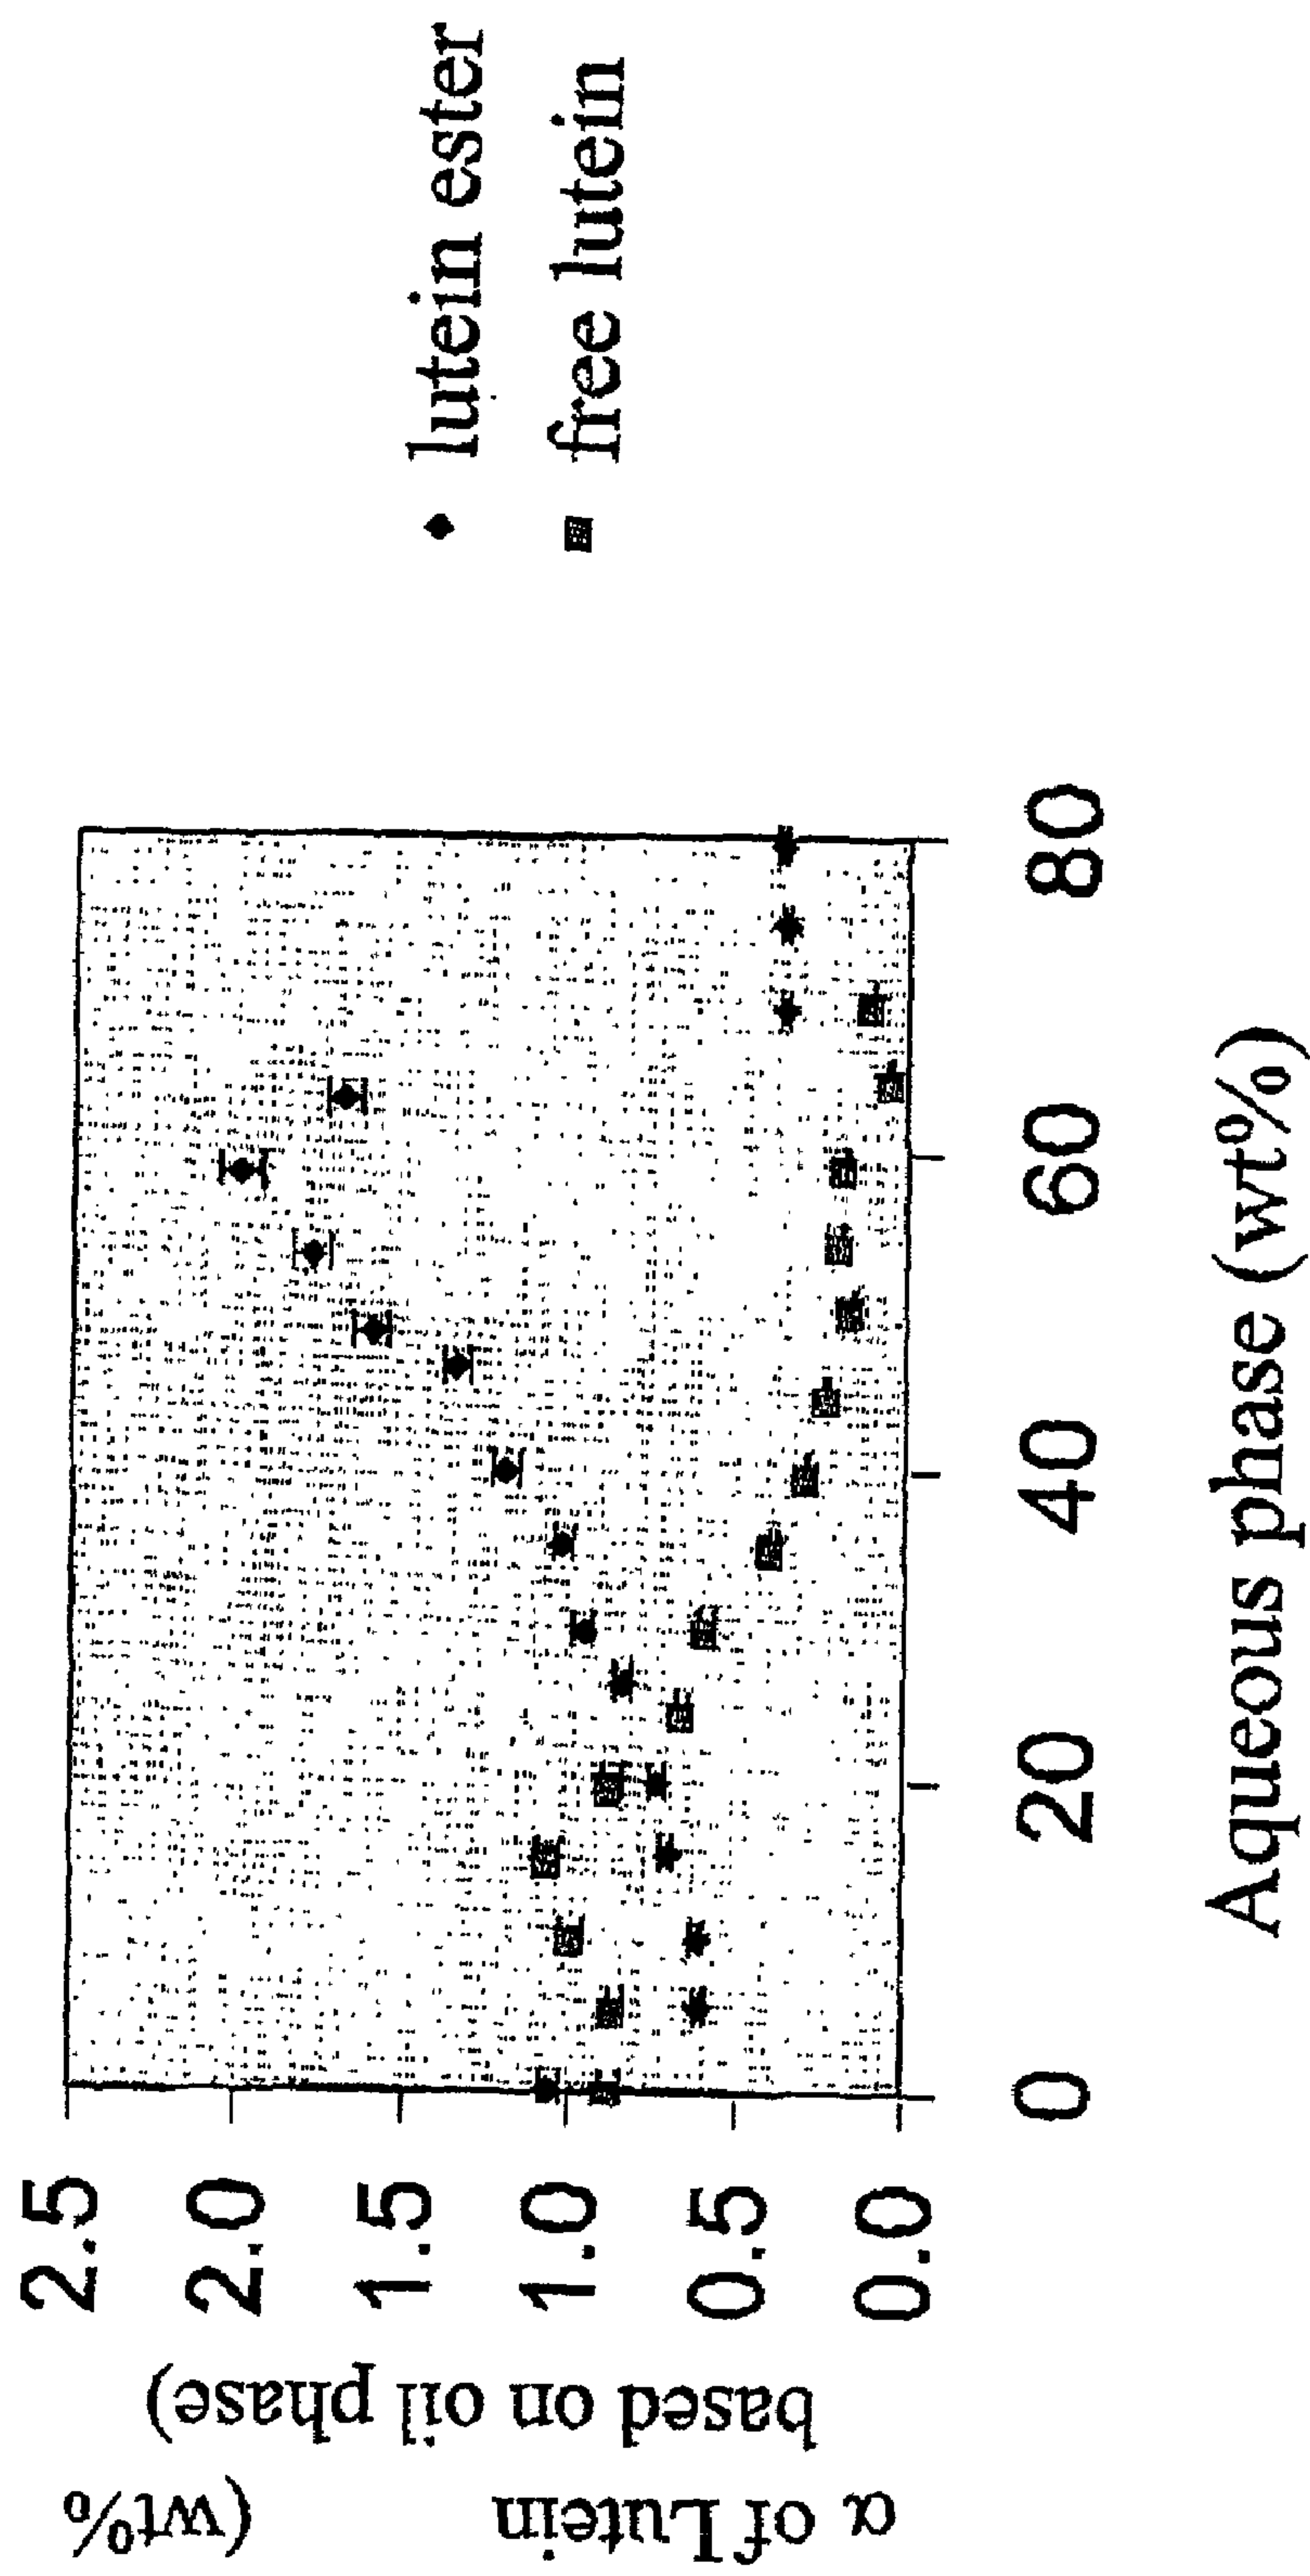 α of Lutein (wt%
based on oil phase)
2.5
2.0
1.5
1.0
0.5
0.0
0 20 40 60 80
Aqueous phase (wt%)
lutein ester
free lutein